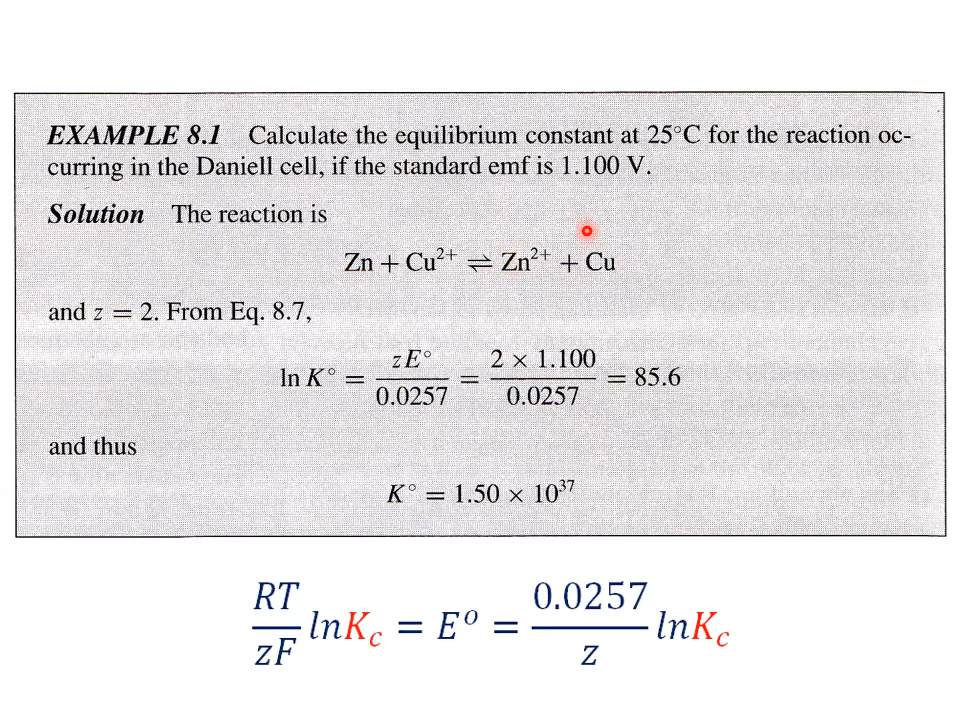 EXAMPLE 8.1 Calculate the equilibrium constant at 25°C for the reaction oc-
curring in the Daniell cell, if the standard emf is 1.100 V.
Solution The reaction is
Zn + Cu²⁺ ⇌ Zn²⁺ + Cu
and z = 2. From Eq. 8.7,
ln K° = zE°/0.0257 = 2 × 1.100/0.0257 = 85.6
and thus
K° = 1.50 × 10³⁷
RT/zF lnK_c = E^o = 0.0257/z lnK_c